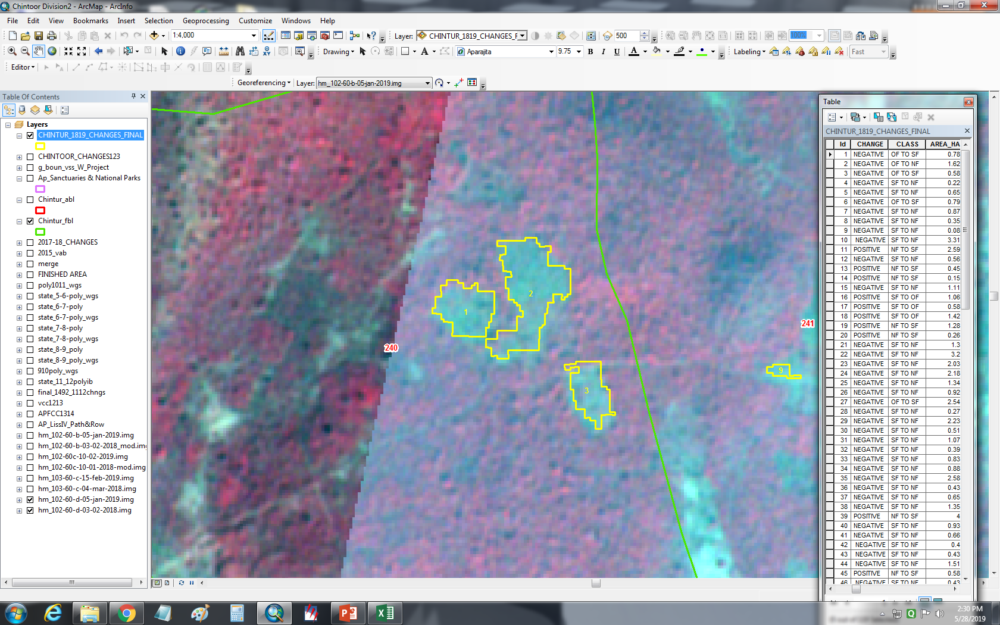 Chintoor Division2 - ArcMap - ArcInfo
File Edit View Bookmarks Insert Selection Geoprocessing Customize Windows Help
1:4,000 Layer: CHINTUR_1819_CHANGES_F 500 100%
Drawing Aparajita 9.75 B I U A Labeling Fast
Editor
Georeferencing Layer: hm_102-60-b-05-jan-2019.img
Table Of Contents
Layers
CHINTUR_1819_CHANGES_FINAL
CHINTOOR_CHANGES123
g_boun_vss_W_Project
Ap_Sanctuaries & National Parks
Chintur_abl
Chintur_fbl
2017-18_CHANGES
2015_vab
merge
FINISHED AREA
poly1011_wgs
state_5-6-poly_wgs
state_6-7-poly
state_6-7-poly_wgs
state_7-8-poly
state_7-8-poly_wgs
state_8-9_poly
state_8-9_poly_wgs
910poly_wgs
state_11_12polyib
final_1492_1112chngs
vcc1213
APFCC1314
AP_LissIV_Path&Row
hm_102-60-b-05-jan-2019.img
hm_102-60-b-03-02-2018_mod.img
hm_102-60c-10-02-2019.img
hm_102-60c-10-01-2018-mod.img
hm_103-60-c-15-feb-2019.img
hm_103-60-c-04-mar-2018.img
hm_102-60-d-05-jan-2019.img
hm_102-60-d-03-02-2018.img
1
2
3
9
240
241
Table
CHINTUR_1819_CHANGES_FINAL
Id CHANGE CLASS AREA_HA
1 NEGATIVE OF TO SF 0.78
2 NEGATIVE OF TO NF 1.62
3 NEGATIVE OF TO SF 0.58
4 NEGATIVE SF TO NF 0.22
5 NEGATIVE SF TO NF 0.65
6 NEGATIVE OF TO SF 0.79
7 NEGATIVE SF TO NF 0.87
8 NEGATIVE SF TO NF 0.35
9 NEGATIVE SF TO NF 0.08
10 NEGATIVE SF TO NF 3.31
11 POSITIVE NF TO SF 2.59
12 NEGATIVE SF TO NF 0.56
13 POSITIVE NF TO SF 0.45
14 POSITIVE NF TO SF 0.15
15 NEGATIVE SF TO NF 1.11
16 POSITIVE SF TO OF 1.06
17 POSITIVE SF TO OF 0.58
18 POSITIVE SF TO OF 1.42
19 POSITIVE NF TO SF 1.28
20 POSITIVE NF TO SF 0.26
21 NEGATIVE SF TO NF 1.3
22 NEGATIVE SF TO NF 3.2
23 NEGATIVE SF TO NF 2.03
24 NEGATIVE SF TO NF 2.18
25 NEGATIVE SF TO NF 1.34
26 NEGATIVE SF TO NF 0.92
27 NEGATIVE OF TO SF 2.54
28 NEGATIVE SF TO NF 0.27
29 NEGATIVE SF TO NF 2.23
30 NEGATIVE SF TO NF 0.51
31 NEGATIVE SF TO NF 1.07
32 NEGATIVE SF TO NF 0.39
33 NEGATIVE SF TO NF 0.83
34 NEGATIVE SF TO NF 0.88
35 NEGATIVE SF TO NF 2.58
36 NEGATIVE SF TO NF 0.43
37 NEGATIVE SF TO NF 0.65
38 NEGATIVE SF TO NF 1.35
39 POSITIVE NF TO SF 4
40 NEGATIVE SF TO NF 0.93
41 NEGATIVE SF TO NF 0.66
42 NEGATIVE SF TO NF 0.4
43 NEGATIVE SF TO NF 0.43
44 NEGATIVE SF TO NF 1.51
45 POSITIVE NF TO SF 0.58
46 NEGATIVE SF TO NF 0.43
2:30 PM
5/28/2019